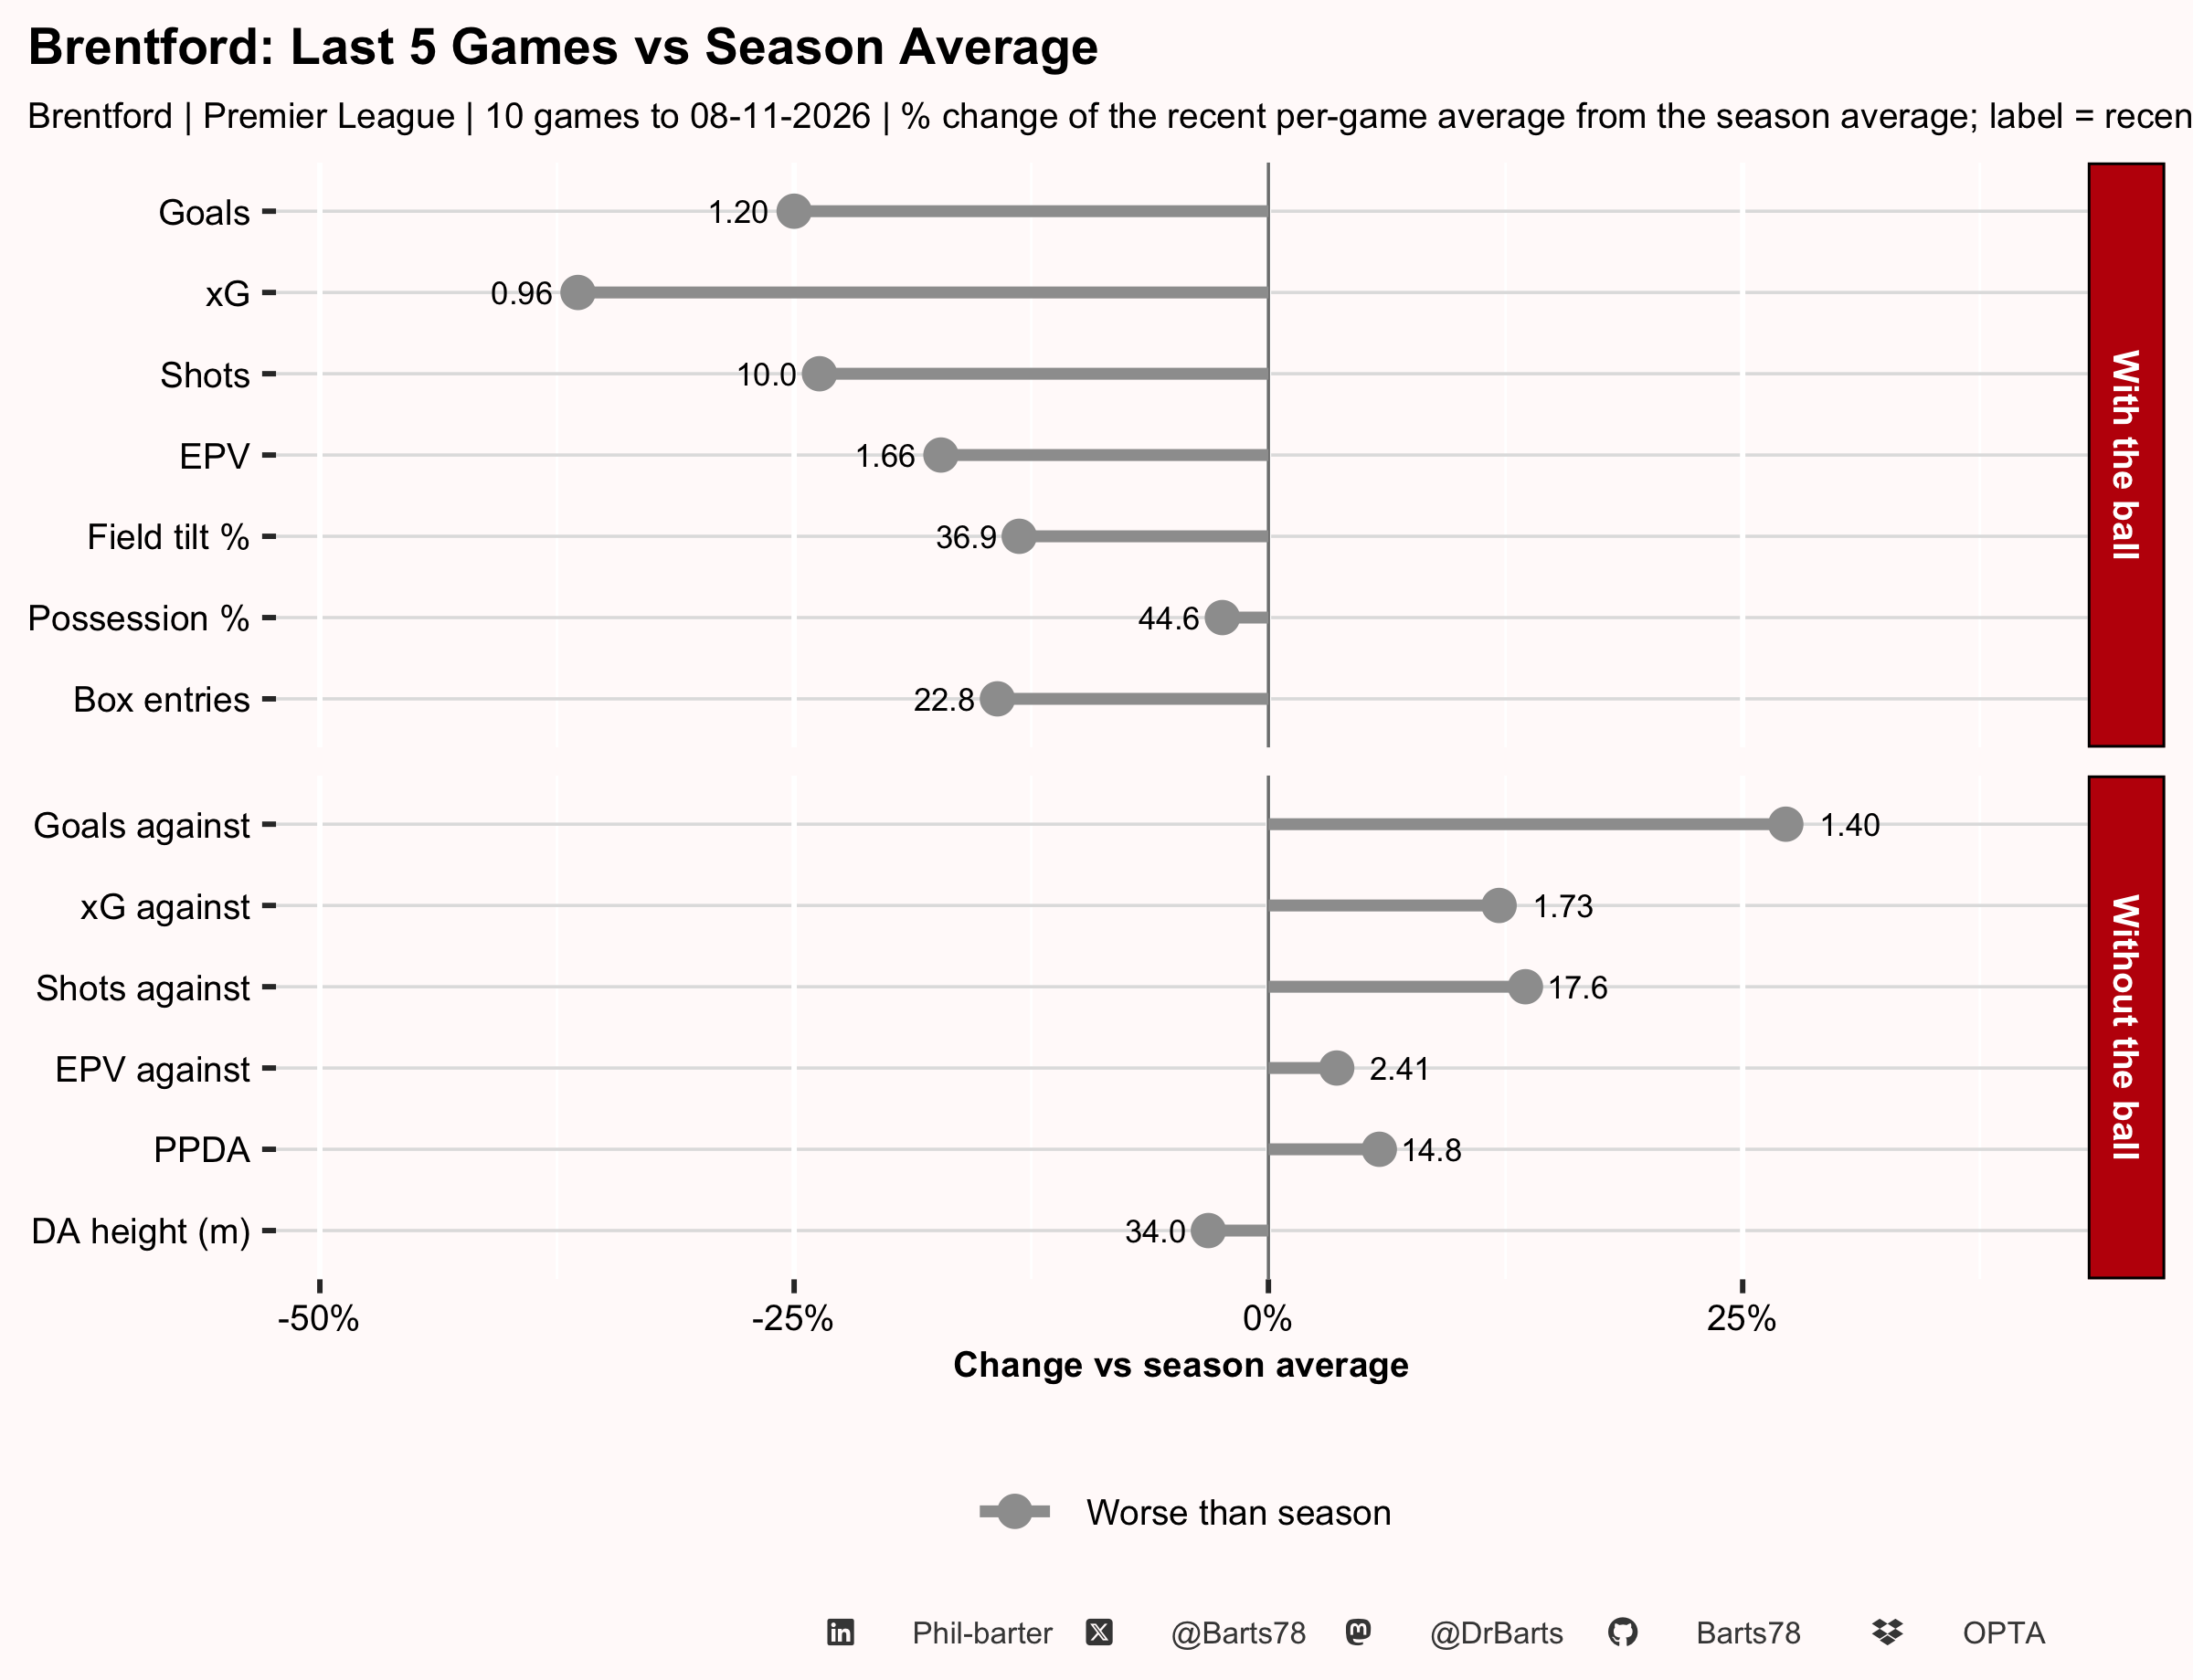 Brentford: Last 5 Games vs Season Average
Brentford | Premier League | 10 games to 08-11-2026 | % change of the recent per-game average from the season average; label = recen
Goals 1.20
xG 0.96
Shots 10.0
EPV 1.66
Field tilt % 36.9
Possession % 44.6
Box entries 22.8
With the ball
Goals against 1.40
xG against 1.73
Shots against 17.6
EPV against 2.41
PPDA 14.8
DA height (m) 34.0
Without the ball
-50% -25% 0% 25%
Change vs season average
Worse than season
Phil-barter @Barts78 @DrBarts Barts78 OPTA